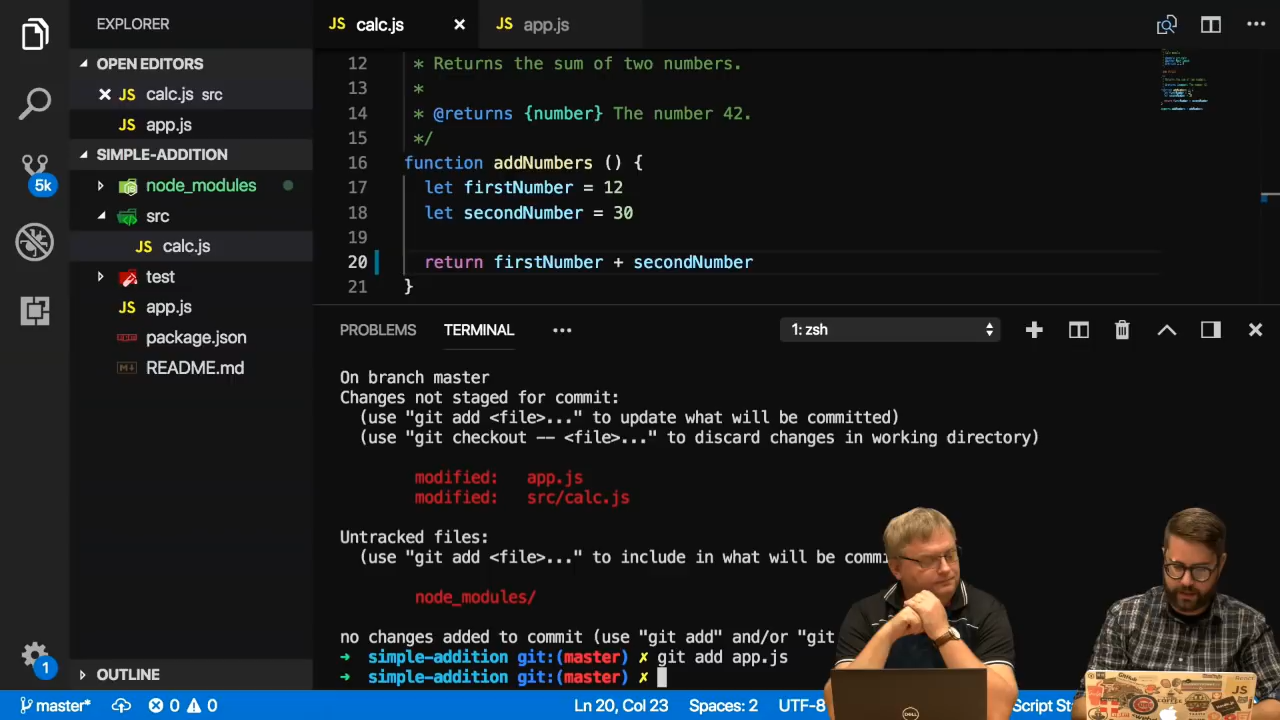 EXPLORER
JS calc.js
JS app.js
OPEN EDITORS
JS calc.js src
JS app.js
SIMPLE-ADDITION
5k
node_modules
src
JS calc.js
test
JS app.js
package.json
README.md
OUTLINE
1
12 * Returns the sum of two numbers.
13 *
14 * @returns {number} The number 42.
15 */
16 function addNumbers () {
17 let firstNumber = 12
18 let secondNumber = 30
19
20 return firstNumber + secondNumber
21 }
PROBLEMS TERMINAL ... 1: zsh
On branch master
Changes not staged for commit:
(use "git add <file>..." to update what will be committed)
(use "git checkout -- <file>..." to discard changes in working directory)
modified: app.js
modified: src/calc.js
Untracked files:
(use "git add <file>..." to include in what will be commi
node_modules/
no changes added to commit (use "git add" and/or "git
➜ simple-addition git:(master) ✗ git add app.js
➜ simple-addition git:(master) ✗
master* 0 0 Ln 20, Col 23 Spaces: 2 UTF-8 Script Sta
DELL
JS